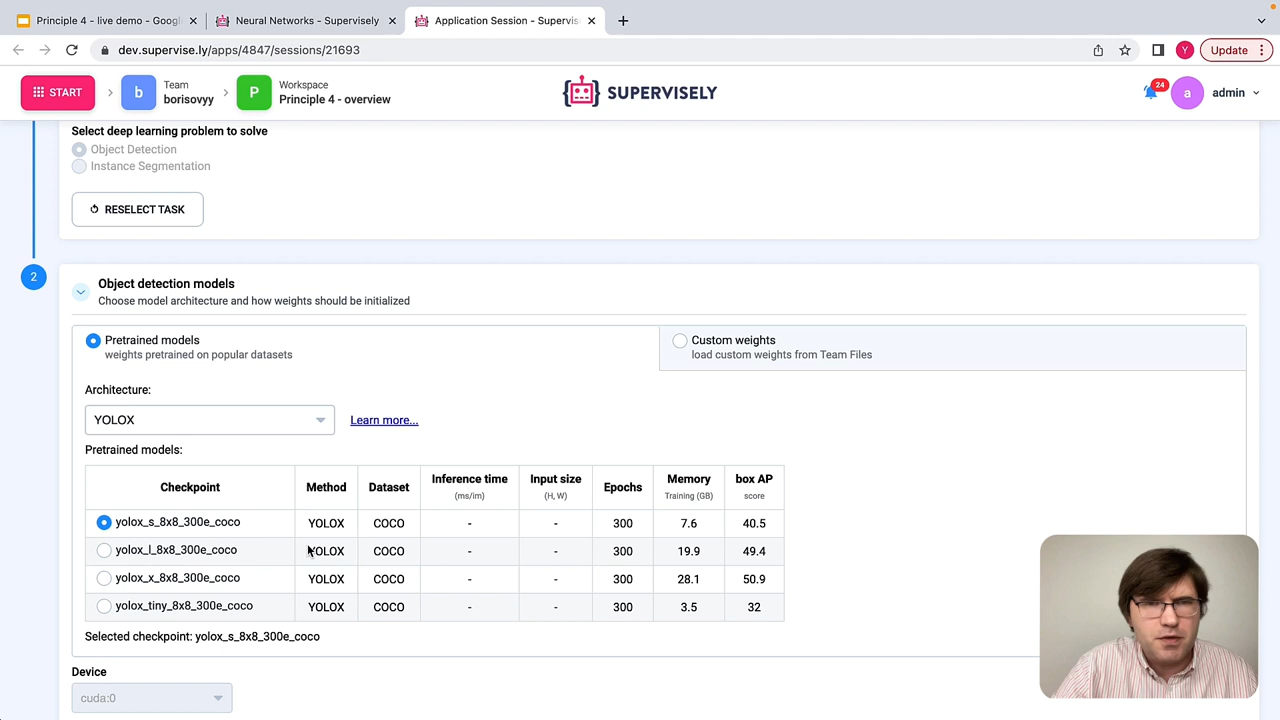 Principle 4 - live demo - Googl
Neural Networks - Supervisely
Application Session - Supervis
dev.supervise.ly/apps/4847/sessions/21693
Y
Update
START
b
Team
borisovyy
P
Workspace
Principle 4 - overview
SUPERVISELY
24
a
admin
Select deep learning problem to solve
Object Detection
Instance Segmentation
RESELECT TASK
2
Object detection models
Choose model architecture and how weights should be initialized
Pretrained models
weights pretrained on popular datasets
Custom weights
load custom weights from Team Files
Architecture:
YOLOX
Learn more...
Pretrained models:
Checkpoint Method Dataset Inference time (ms/im) Input size (H, W) Epochs Memory Training (GB) box AP score
yolox_s_8x8_300e_coco YOLOX COCO - - 300 7.6 40.5
yolox_l_8x8_300e_coco YOLOX COCO - - 300 19.9 49.4
yolox_x_8x8_300e_coco YOLOX COCO - - 300 28.1 50.9
yolox_tiny_8x8_300e_coco YOLOX COCO - - 300 3.5 32
Selected checkpoint: yolox_s_8x8_300e_coco
Device
cuda:0